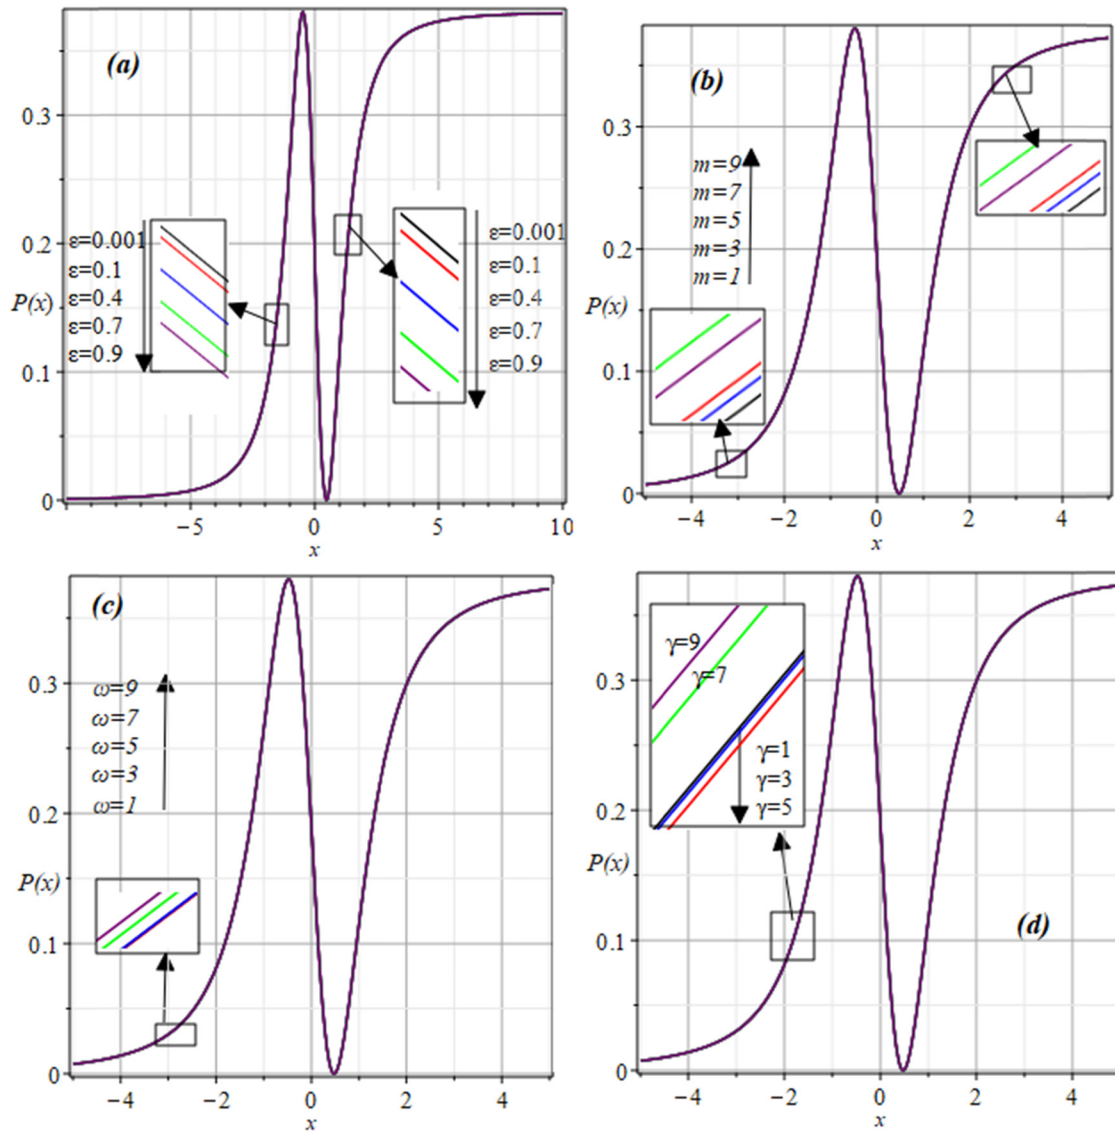 (a)
0.3
0.2
0.1
0
P(x)
ε=0.001
ε=0.1
ε=0.4
ε=0.7
ε=0.9
ε=0.001
ε=0.1
ε=0.4
ε=0.7
ε=0.9
−5
0
5
10
x
(b)
0.3
0.2
0.1
0
P(x)
m=9
m=7
m=5
m=3
m=1
−4
−2
0
2
4
x
(c)
0.3
0.2
0.1
0
P(x)
ω=9
ω=7
ω=5
ω=3
ω=1
−4
−2
0
2
4
x
0.3
0.2
0.1
0
P(x)
γ=9
γ=7
γ=1
γ=3
γ=5
(d)
−4
−2
0
2
4
x